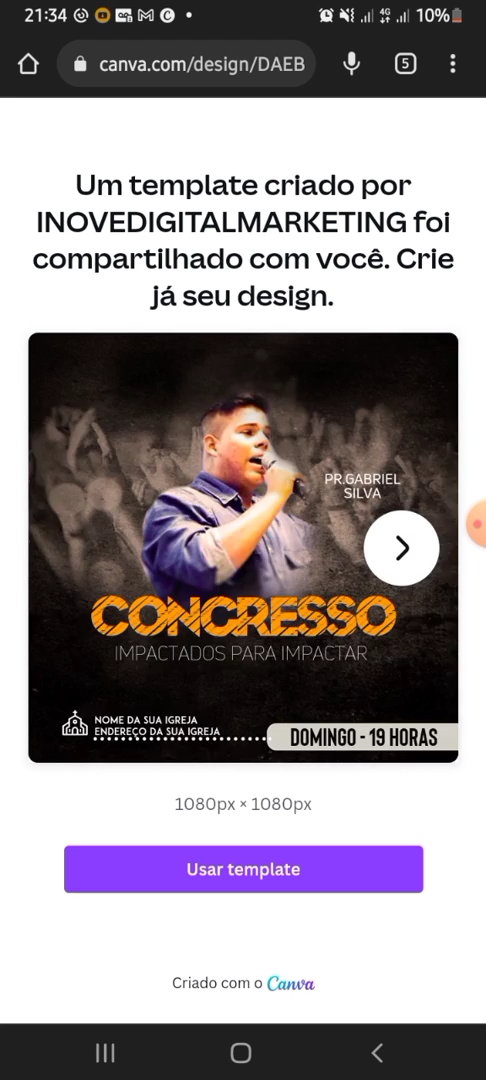 21:34
4G
10%
canva.com/design/DAEB
5
Um template criado por
INOVEDIGITALMARKETING foi
compartilhado com você. Crie
já seu design.
PR.GABRIEL
SILVA
CONGRESSO
IMPACTADOS PARA IMPACTAR
NOME DA SUA IGREJA
ENDEREÇO DA SUA IGREJA
DOMINGO - 19 HORAS
1080px × 1080px
Usar template
Criado com o Canva